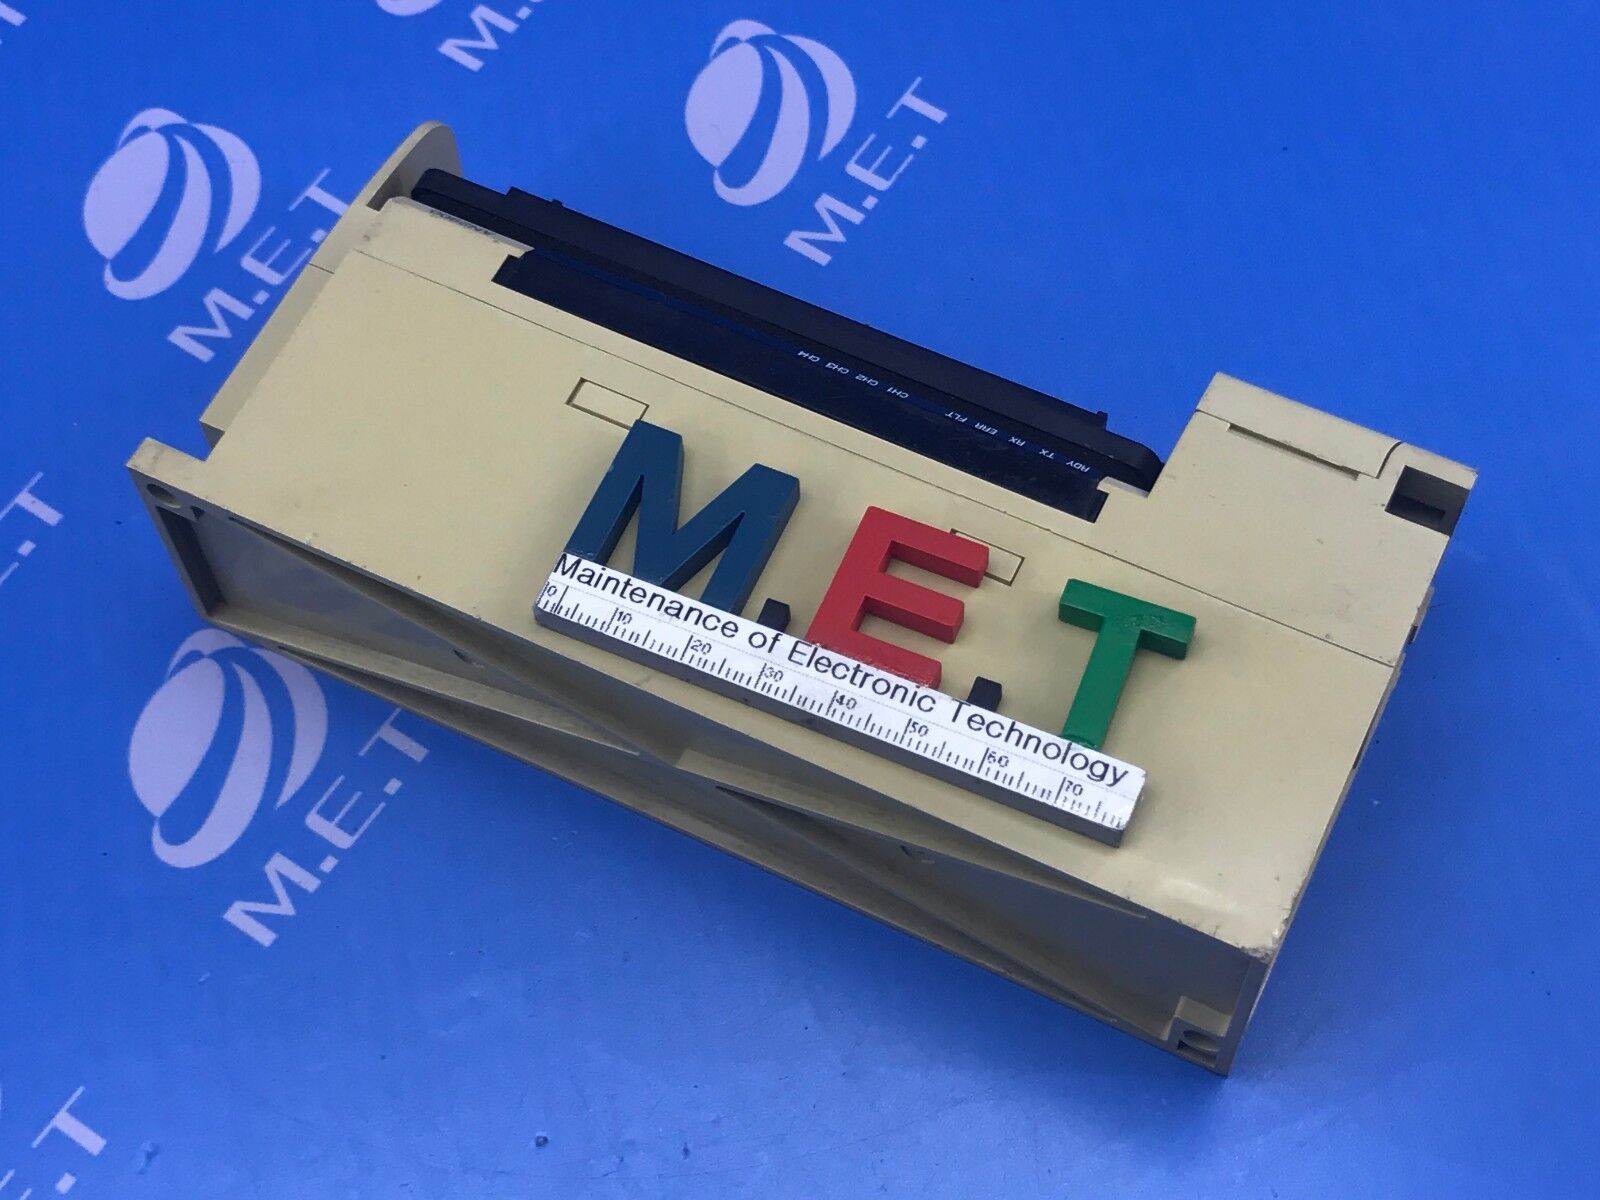 M.E.T
M.E.T
M.E.T
RDY TX RX ERR FLT CH1 CH2 CH3 CH4
M.E.T
Maintenance of Electronic Technology
0 10 20 30 40 50 60 70
M.E.T
M.E.T